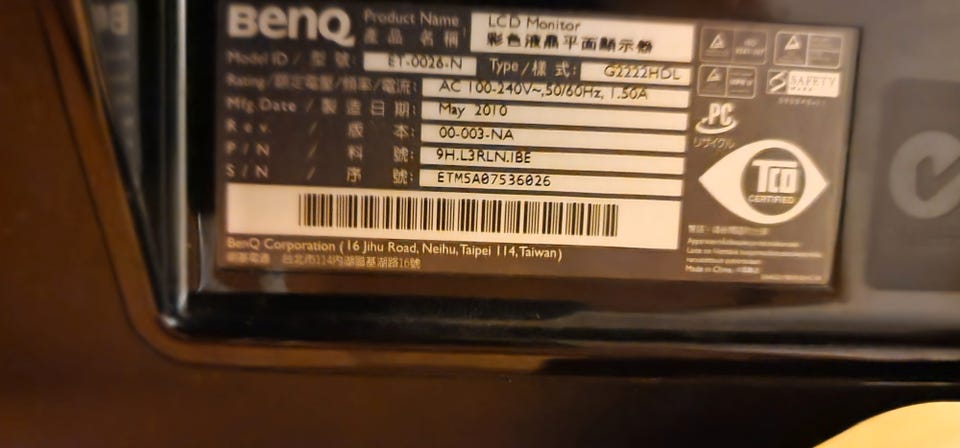 BenQ
Product Name LCD Monitor
產品名稱 彩色液晶平面顯示器
Model ID / 型號: ET-0026-N Type/樣式: G2222HDL
Rating/額定電壓/頻率/電流: AC 100-240V~,50/60Hz, 1.50A
Mfg.Date / 製造日期: May 2010
Rev. / 版本: 00-003-NA
P/N / 料號: 9H.L3RLN.IBE
S/N / 序號: ETM5A07536026
BenQ Corporation (16 Jihu Road, Neihu, Taipei 114, Taiwan)
台北市114內湖區基湖路16號
SAFETY
PC
リサイクル
TCO
CERTIFIED
Made in China